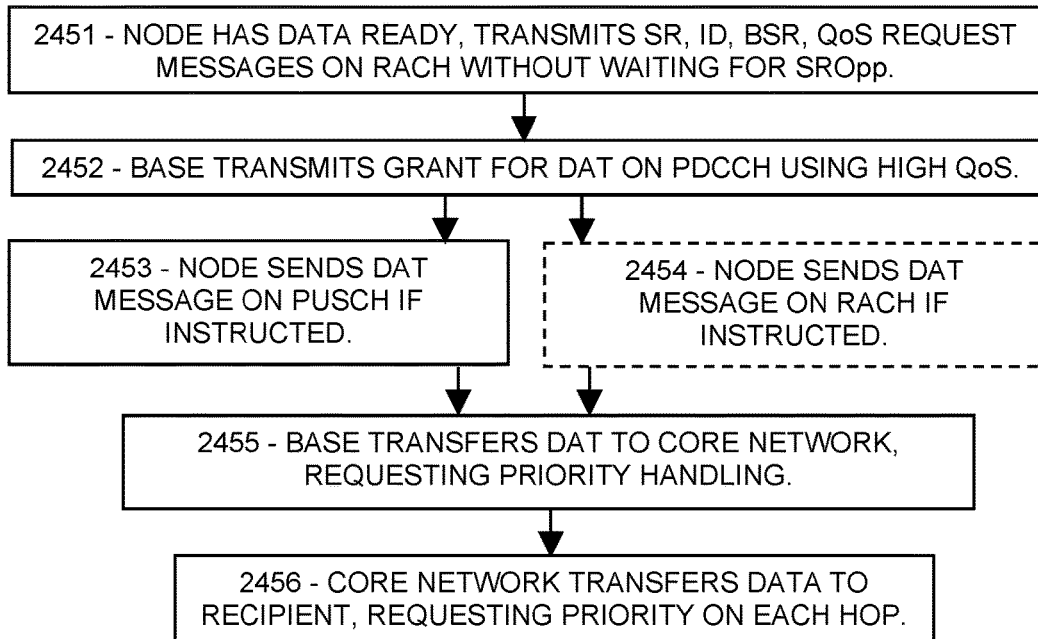 2451 - NODE HAS DATA READY, TRANSMITS SR, ID, BSR, QoS REQUEST
MESSAGES ON RACH WITHOUT WAITING FOR SROpp.
2452 - BASE TRANSMITS GRANT FOR DAT ON PDCCH USING HIGH QoS.
2453 - NODE SENDS DAT
MESSAGE ON PUSCH IF
INSTRUCTED.
2454 - NODE SENDS DAT
MESSAGE ON RACH IF
INSTRUCTED.
2455 - BASE TRANSFERS DAT TO CORE NETWORK,
REQUESTING PRIORITY HANDLING.
2456 - CORE NETWORK TRANSFERS DATA TO
RECIPIENT, REQUESTING PRIORITY ON EACH HOP.